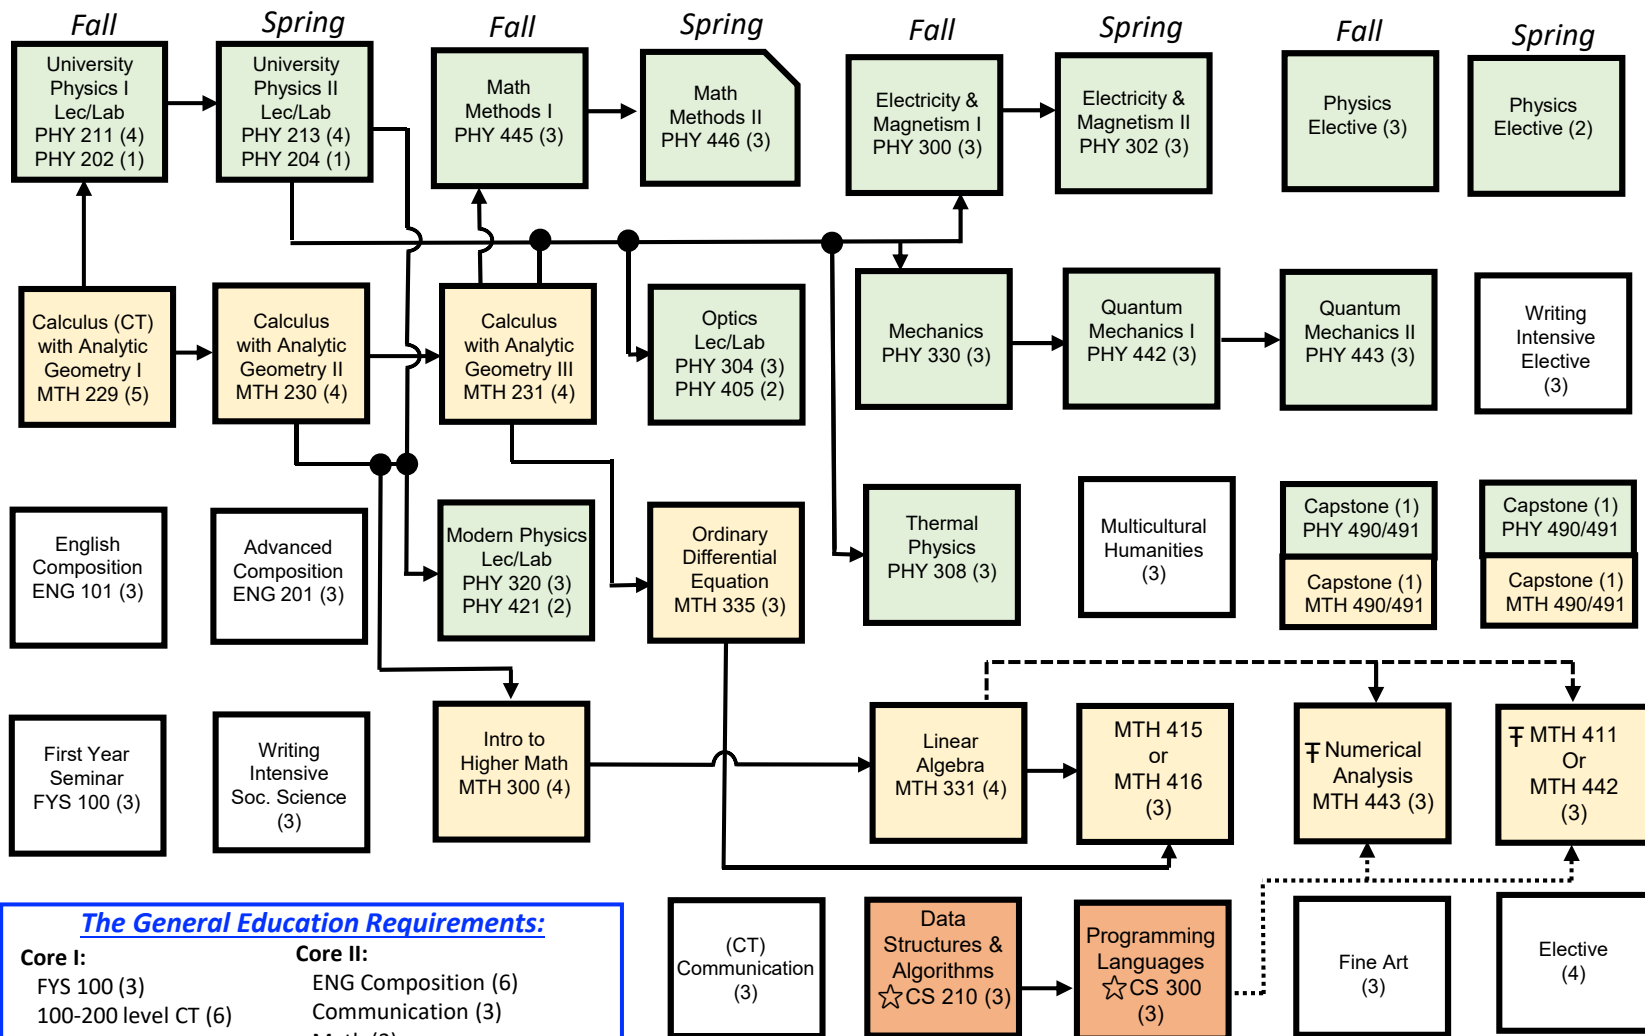 Fall
Spring
Fall
Spring
Fall
Spring
Fall
Spring
University
Physics I
Lec/Lab
PHY 211 (4)
PHY 202 (1)
University
Physics II
Lec/Lab
PHY 213 (4)
PHY 204 (1)
Math
Methods I
PHY 445 (3)
Math
Methods II
PHY 446 (3)
Electricity &
Magnetism I
PHY 300 (3)
Electricity &
Magnetism II
PHY 302 (3)
Physics
Elective (3)
Physics
Elective (2)
Calculus (CT)
with Analytic
Geometry I
MTH 229 (5)
Calculus
with Analytic
Geometry II
MTH 230 (4)
Calculus
with Analytic
Geometry III
MTH 231 (4)
Optics
Lec/Lab
PHY 304 (3)
PHY 405 (2)
Mechanics
PHY 330 (3)
Quantum
Mechanics I
PHY 442 (3)
Quantum
Mechanics II
PHY 443 (3)
Writing
Intensive
Elective
(3)
English
Composition
ENG 101 (3)
Advanced
Composition
ENG 201 (3)
Modern Physics
Lec/Lab
PHY 320 (3)
PHY 421 (2)
Ordinary
Differential
Equation
MTH 335 (3)
Thermal
Physics
PHY 308 (3)
Multicultural
Humanities
(3)
Capstone (1)
PHY 490/491
Capstone (1)
MTH 490/491
Capstone (1)
PHY 490/491
Capstone (1)
MTH 490/491
First Year
Seminar
FYS 100 (3)
Writing
Intensive
Soc. Science
(3)
Intro to
Higher Math
MTH 300 (4)
Linear
Algebra
MTH 331 (4)
MTH 415
or
MTH 416
(3)
Ŧ Numerical
Analysis
MTH 443 (3)
Ŧ MTH 411
Or
MTH 442
(3)
(CT)
Communication
(3)
Data
Structures &
Algorithms
☆CS 210 (3)
Programming
Languages
☆CS 300
(3)
Fine Art
(3)
Elective
(4)
The General Education Requirements:
Core I:
FYS 100 (3)
100-200 level CT (6)
Core II:
ENG Composition (6)
Communication (3)